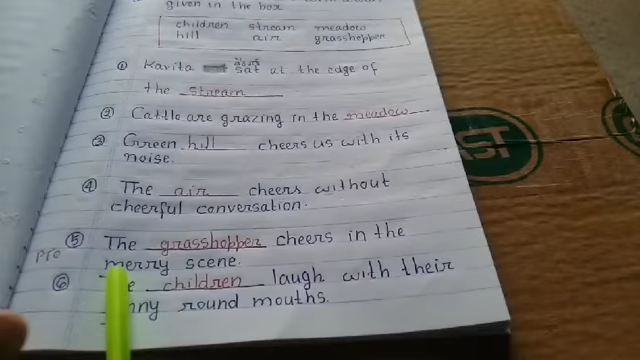 given in the box
children stream meadow
hill air grasshopper
① Kavita sat at the edge of
the stream
② Cattle are grazing in the meadow
③ Green hill cheers us with its
noise.
④ The air cheers without
cheerful conversation.
⑤ The grasshopper cheers in the
merry scene.
⑥ children laugh with their
round mouths.